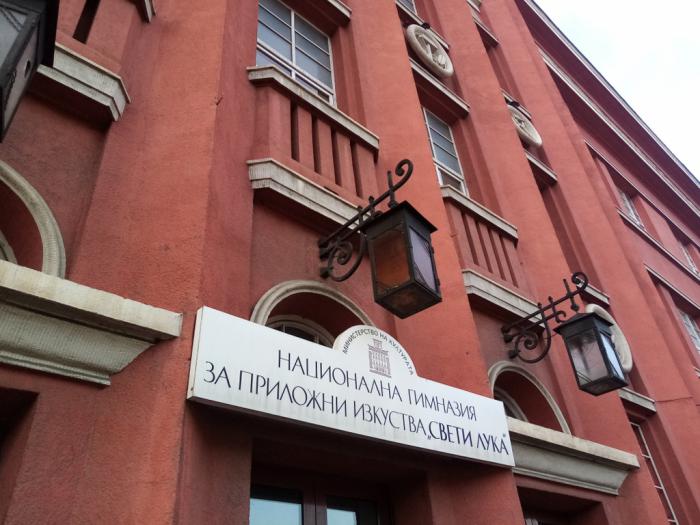 МИНИСТЕРСТВО НА КУЛТУРАТА
НАЦИОНАЛНА ГИМНАЗИЯ
ЗА ПРИЛОЖНИ ИЗКУСТВА „СВЕТИ ЛУКА"